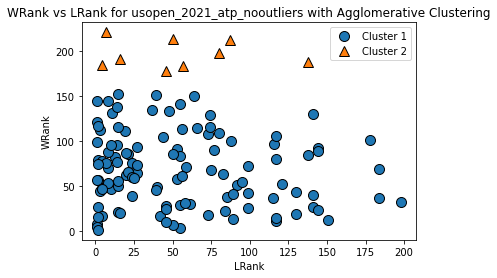 WRank vs LRank for usopen_2021_atp_nooutliers with Agglomerative Clustering
Cluster 1
Cluster 2
200
150
100
50
0
WRank
0
25
50
75
100
125
150
175
200
LRank